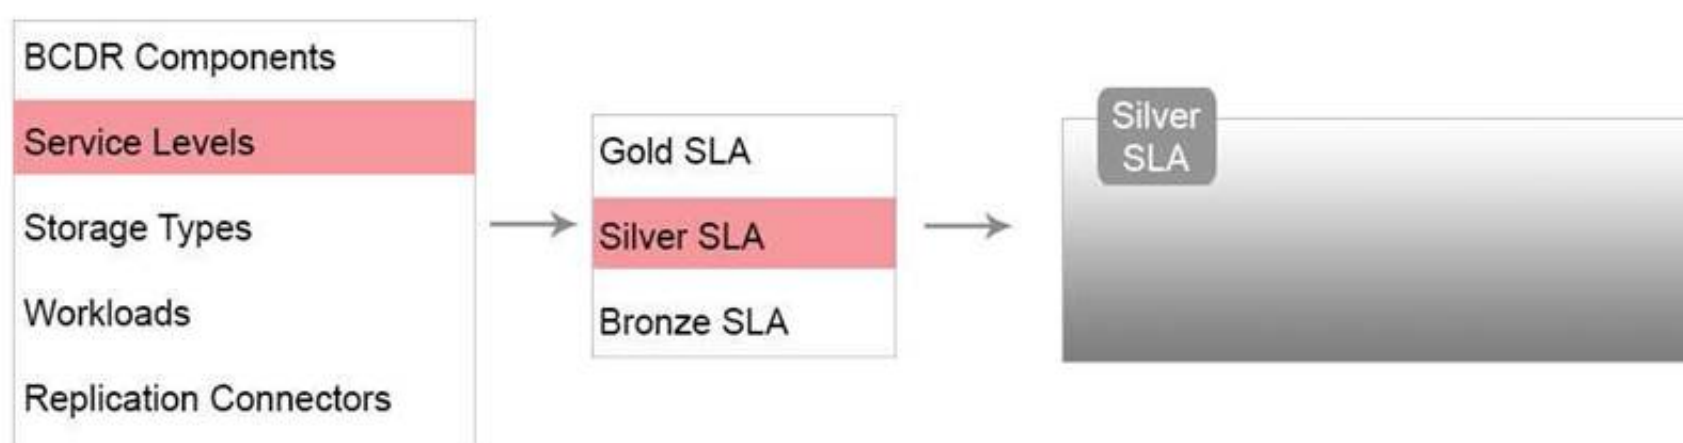 BCDR Components
Service Levels
Storage Types
Workloads
Replication Connectors
Gold SLA
Silver SLA
Bronze SLA
Silver
SLA